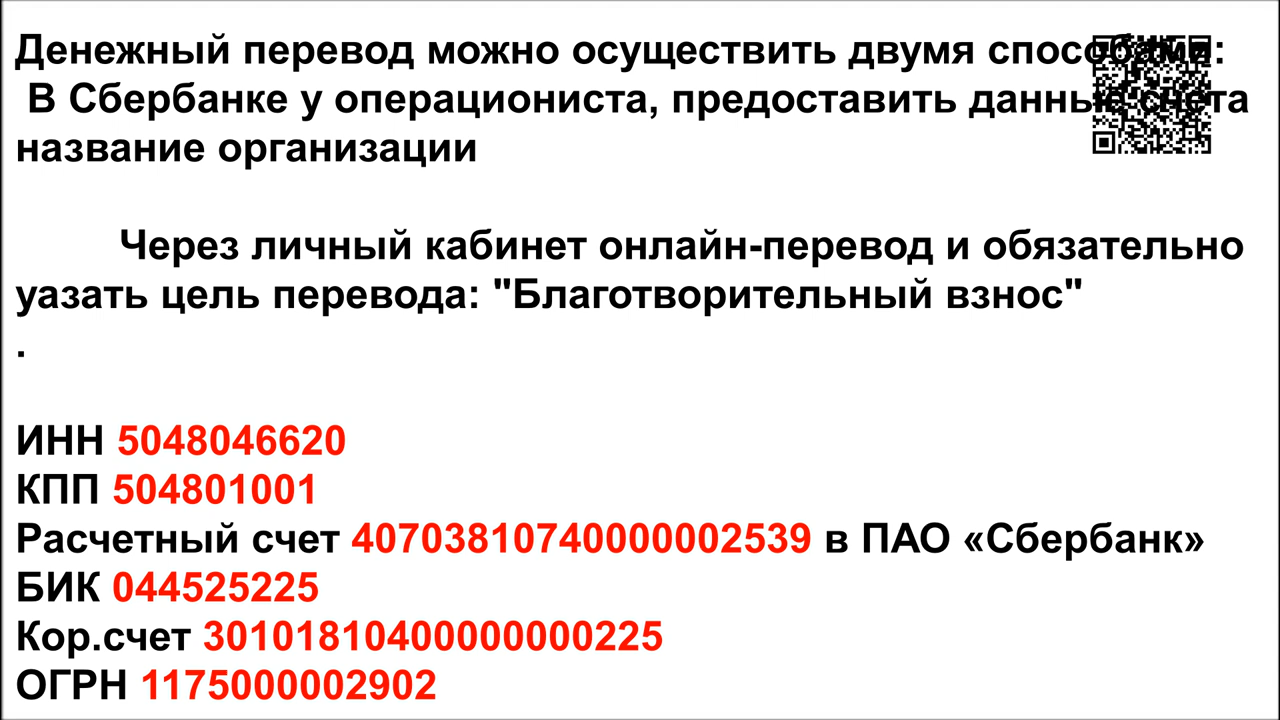 Денежный перевод можно осуществить двумя способами:
В Сбербанке у операциониста, предоставить данные счета
название организации
Через личный кабинет онлайн-перевод и обязательно
уазать цель перевода: "Благотворительный взнос"
.
ИНН 5048046620
КПП 504801001
Расчетный счет 40703810740000002539 в ПАО «Сбербанк»
БИК 044525225
Кор.счет 30101810400000000225
ОГРН 1175000002902